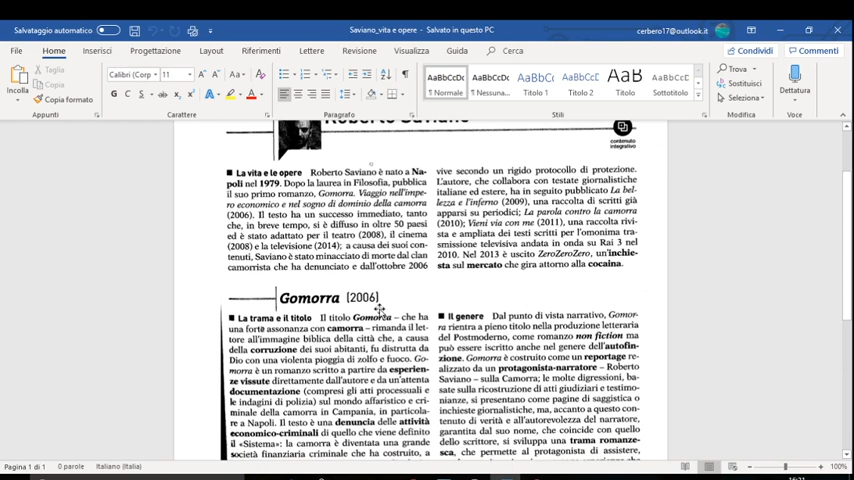 Salvataggio automatico
Saviano_vita e opere - Salvato in questo PC
cerbero17@outlook.it
File Home Inserisci Progettazione Layout Riferimenti Lettere Revisione Visualizza Guida Cerca Condividi Commenti
Incolla
Taglia
Copia
Copia formato
Appunti
Calibri (Corp 11
Carattere
Paragrafo
AaBbCcDc AaBbCcDc AaBbCc AaBbCcD AaB AaBbCcD
¶ Normale ¶ Nessuna... Titolo 1 Titolo 2 Titolo Sottotitolo
Stili
Trova
Sostituisci
Seleziona
Modifica
Dettatura
Voce
Roberto Saviano
contenuto
integrativo
La vita e le opere Roberto Saviano è nato a Na-
poli nel 1979. Dopo la laurea in Filosofia, pubblica
il suo primo romanzo, Gomorra. Viaggio nell'impe-
ro economico e nel sogno di dominio della camorra
(2006). Il testo ha un successo immediato, tanto
che, in breve tempo, si è diffuso in oltre 50 paesi
ed è stato adattato per il teatro (2008), il cinema
(2008) e la televisione (2014); a causa dei suoi con-
tenuti, Saviano è stato minacciato di morte dal clan
camorrista che ha denunciato e dall'ottobre 2006
vive secondo un rigido protocollo di protezione.
L'autore, che collabora con testate giornalistiche
italiane ed estere, ha in seguito pubblicato La bel-
lezza e l'inferno (2009), una raccolta di scritti già
apparsi su periodici; La parola contro la camorra
(2010); Vieni via con me (2011), una raccolta rivi-
sta e ampliata dei testi scritti per l'omonima tra-
smissione televisiva andata in onda su Rai 3 nel
2010. Nel 2013 è uscito ZeroZeroZero, un'inchie-
sta sul mercato che gira attorno alla cocaina.
Gomorra (2006)
La trama e il titolo Il titolo Gomorra – che ha
una forte assonanza con camorra – rimanda il let-
tore all'immagine biblica della città che, a causa
della corruzione dei suoi abitanti, fu distrutta da
Dio con una violenta pioggia di zolfo e fuoco. Go-
morra è un romanzo scritto a partire da esperien-
ze vissute direttamente dall'autore e da un'attenta
documentazione (compresi gli atti processuali e
le indagini di polizia) sul mondo affaristico e cri-
minale della camorra in Campania, in particola-
re a Napoli. Il testo è una denuncia delle attività
economico-criminali di quello che viene definito
il «Sistema»: la camorra è diventata una grande
società finanziaria criminale che ha costruito, a
Il genere Dal punto di vista narrativo, Gomor-
ra rientra a pieno titolo nella produzione letteraria
del Postmoderno, come romanzo non fiction ma
può essere iscritto anche nel genere dell'autofin-
zione. Gomorra è costruito come un reportage re-
alizzato da un protagonista-narratore – Roberto
Saviano – sulla Camorra; le molte digressioni, ba-
sate sulla ricostruzione di atti giudiziari e testimo-
nianze, si presentano come pagine di saggistica o
inchieste giornalistiche, ma, accanto a questo con-
tenuto di verità e all'autorevolezza del narratore,
garantita dal suo nome, che coincide con quello
dello scrittore, si sviluppa una trama romanze-
sca, che permette al protagonista di assistere,
Pagina 1 di 1 0 parole Italiano (Italia) 100%